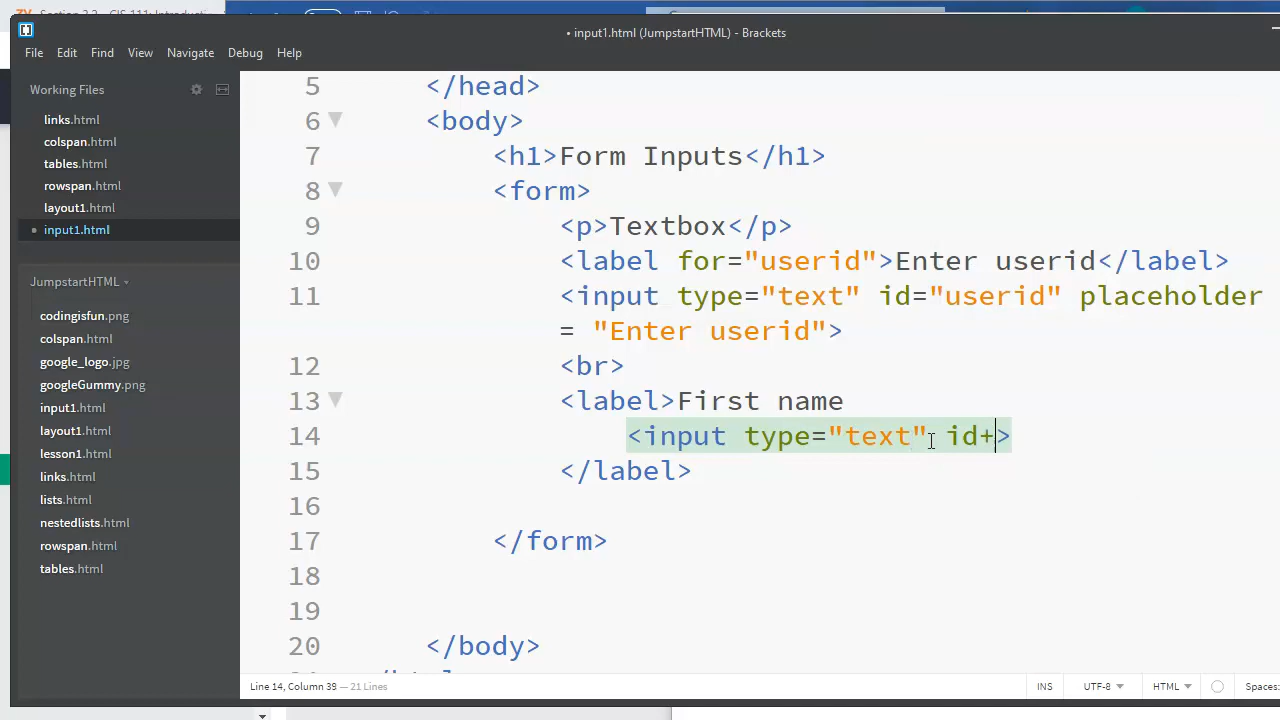 input1.html (JumpstartHTML) - Brackets
File Edit Find View Navigate Debug Help
Working Files
links.html
colspan.html
tables.html
rowspan.html
layout1.html
• input1.html
JumpstartHTML
codingisfun.png
colspan.html
google_logo.jpg
googleGummy.png
input1.html
layout1.html
lesson1.html
links.html
lists.html
nestedlists.html
rowspan.html
tables.html
5 </head>
6 <body>
7 <h1>Form Inputs</h1>
8 <form>
9 <p>Textbox</p>
10 <label for="userid">Enter userid</label>
11 <input type="text" id="userid" placeholder
= "Enter userid">
12 <br>
13 <label>First name
14 <input type="text" id+>
15 </label>
16
17 </form>
18
19
20 </body>
Line 14, Column 39 — 21 Lines
INS UTF-8 HTML Spaces: